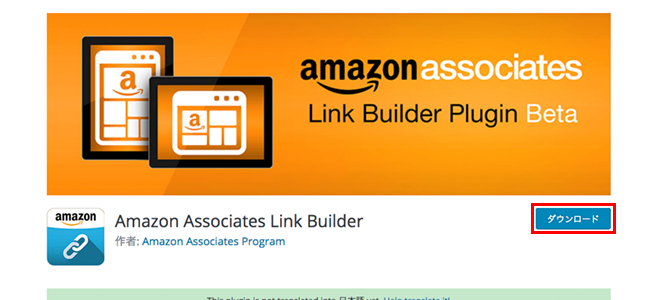 amazonassociates
Link Builder Plugin Beta
amazon
Amazon Associates Link Builder
ダウンロード
作者: Amazon Associates Program
This plugin is not translated into 日本語 yet. Help translate it!